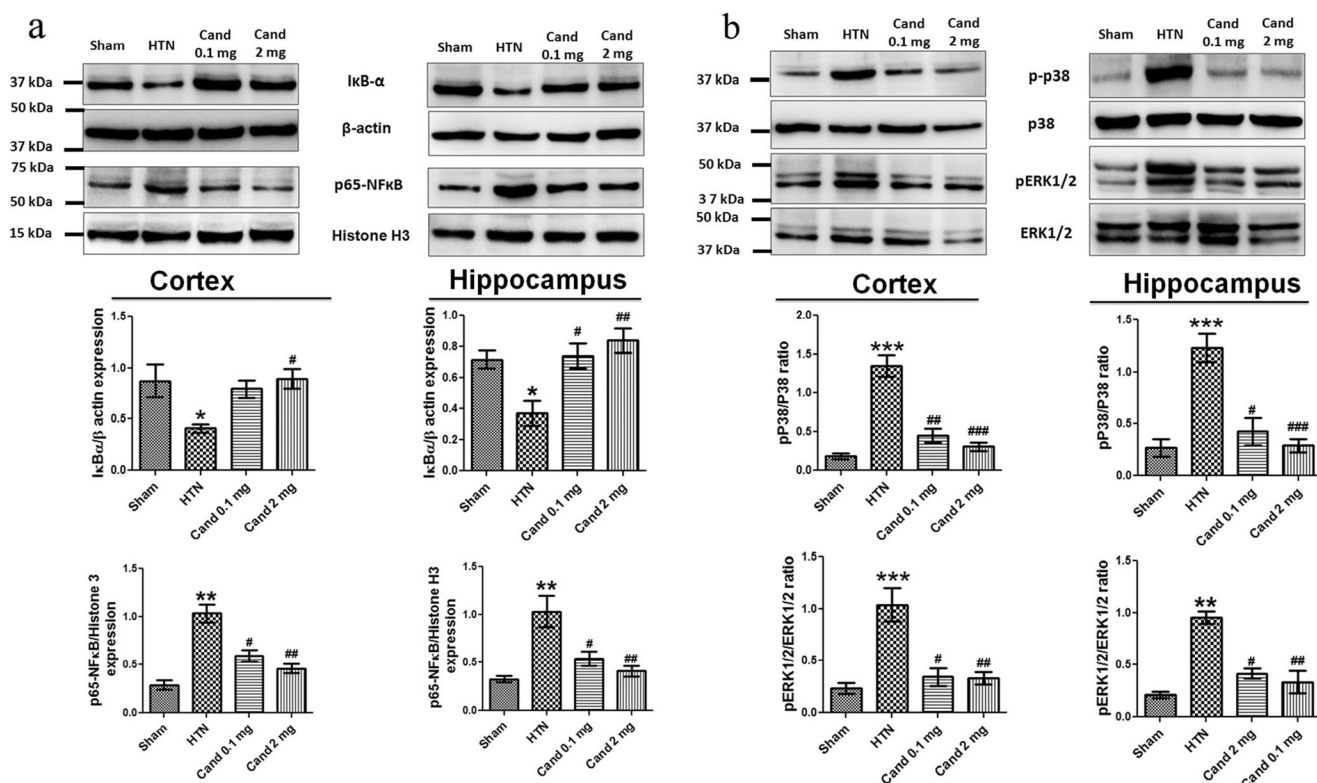 a
Sham HTN Cand 0.1 mg Cand 2 mg
Sham HTN Cand 0.1 mg Cand 2 mg
37 kDa
IκB-α
50 kDa
β-actin
37 kDa
75 kDa
p65-NFκB
50 kDa
15 kDa
Histone H3
Cortex
Hippocampus
IκBα/β actin expression
1.5
1.0
0.5
0.0
*
#
Sham
HTN
Cand 0.1 mg
Cand 2 mg
IκBα/β actin expression
1.0
0.8
0.6
0.4
0.2
0.0
*
#
##
Sham
HTN
Cand 0.1 mg
Cand 2 mg
p65-NFκB/Histone 3
expression
1.5
1.0
0.5
0.0
**
#
##
Sham
HTN
Cand 0.1 mg
Cand 2 mg
p65-NFκB/Histone H3
expression
1.5
1.0
0.5
0.0
**
#
##
Sham
HTN
Cand 0.1 mg
Cand 2 mg
b
Sham HTN Cand 0.1 mg Cand 2 mg
Sham HTN Cand 0.1 mg Cand 2 mg
37 kDa
p-p38
37 kDa
p38
50 kDa
pERK1/2
3 7 kDa
50 kDa
ERK1/2
37 kDa
Cortex
Hippocampus
pP38/P38 ratio
2.0
1.5
1.0
0.5
0.0
***
##
###
Sham
HTN
Cand 0.1 mg
Cand 2 mg
pP38/P38 ratio
1.5
1.0
0.5
0.0
***
#
###
Sham
HTN
Cand 0.1 mg
Cand 2 mg
pERK1/2/ERK1/2 ratio
1.5
1.0
0.5
0.0
***
#
##
Sham
HTN
Cand 0.1 mg
Cand 2 mg
pERK1/2/ERK1/2 ratio
1.5
1.0
0.5
0.0
**
#
##
Sham
HTN
Cand 2 mg
Cand 0.1 mg